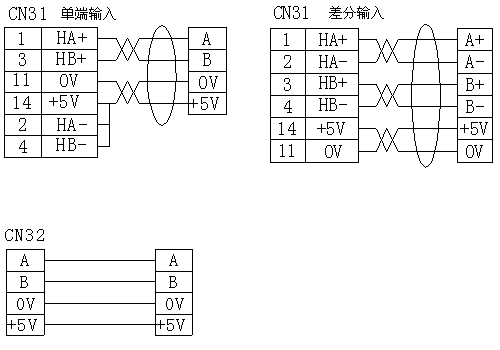 CN31 单端输入
1 HA+ A
3 HB+ B
11 0V 0V
14 +5V +5V
2 HA-
4 HB-
CN31 差分输入
1 HA+ A+
2 HA- A-
3 HB+ B+
4 HB- B-
14 +5V +5V
11 0V 0V
CN32
A A
B B
0V 0V
+5V +5V